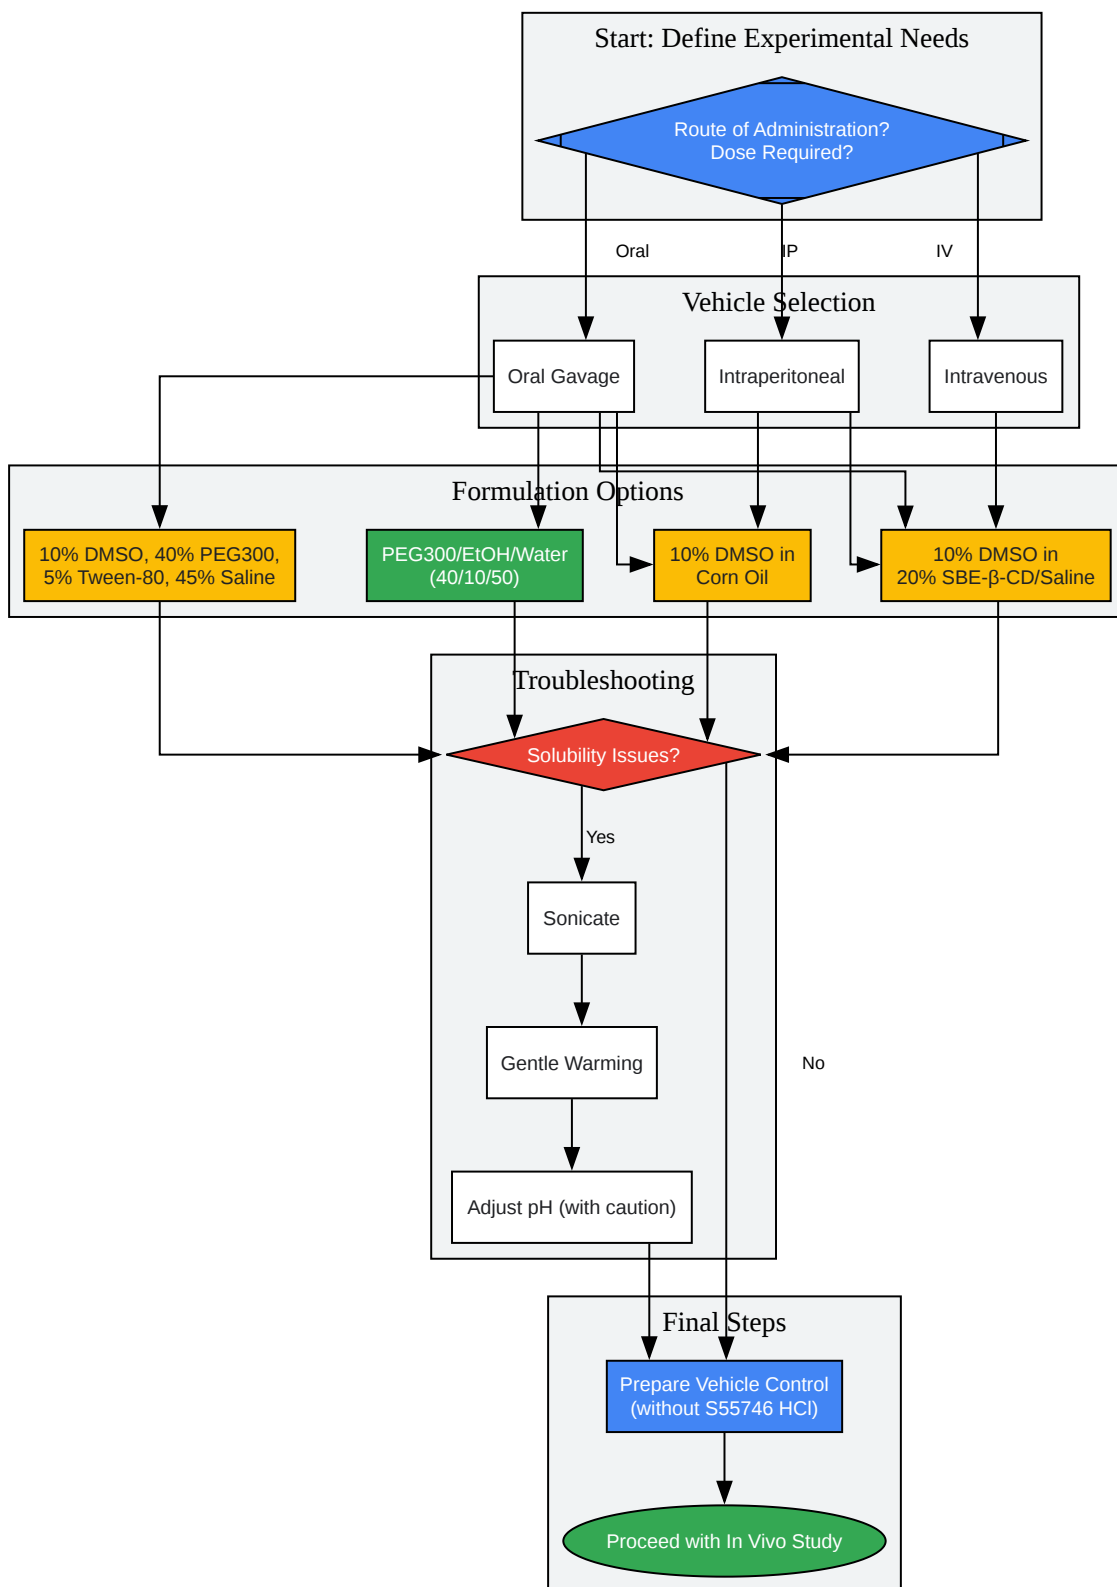 Start: Define Experimental Needs
Route of Administration?
Dose Required?
Oral
IP
IV
Vehicle Selection
Oral Gavage
Intraperitoneal
Intravenous
Formulation Options
10% DMSO, 40% PEG300,
5% Tween-80, 45% Saline
PEG300/EtOH/Water
(40/10/50)
10% DMSO in
Corn Oil
10% DMSO in
20% SBE-β-CD/Saline
Troubleshooting
Solubility Issues?
Yes
Sonicate
Gentle Warming
No
Adjust pH (with caution)
Final Steps
Prepare Vehicle Control
(without S55746 HCl)
Proceed with In Vivo Study